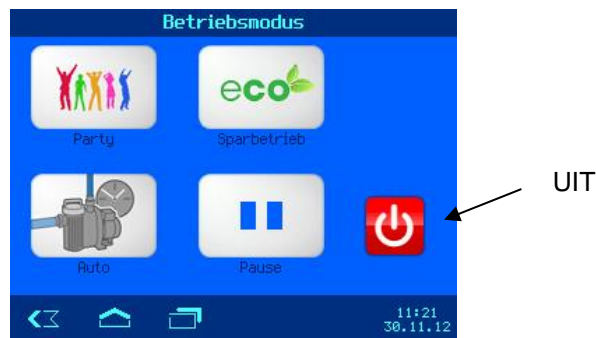 Betriebsmodus
eco
Party
Sparbetrieb
UIT
Auto
Pause
11:21
30.11.12